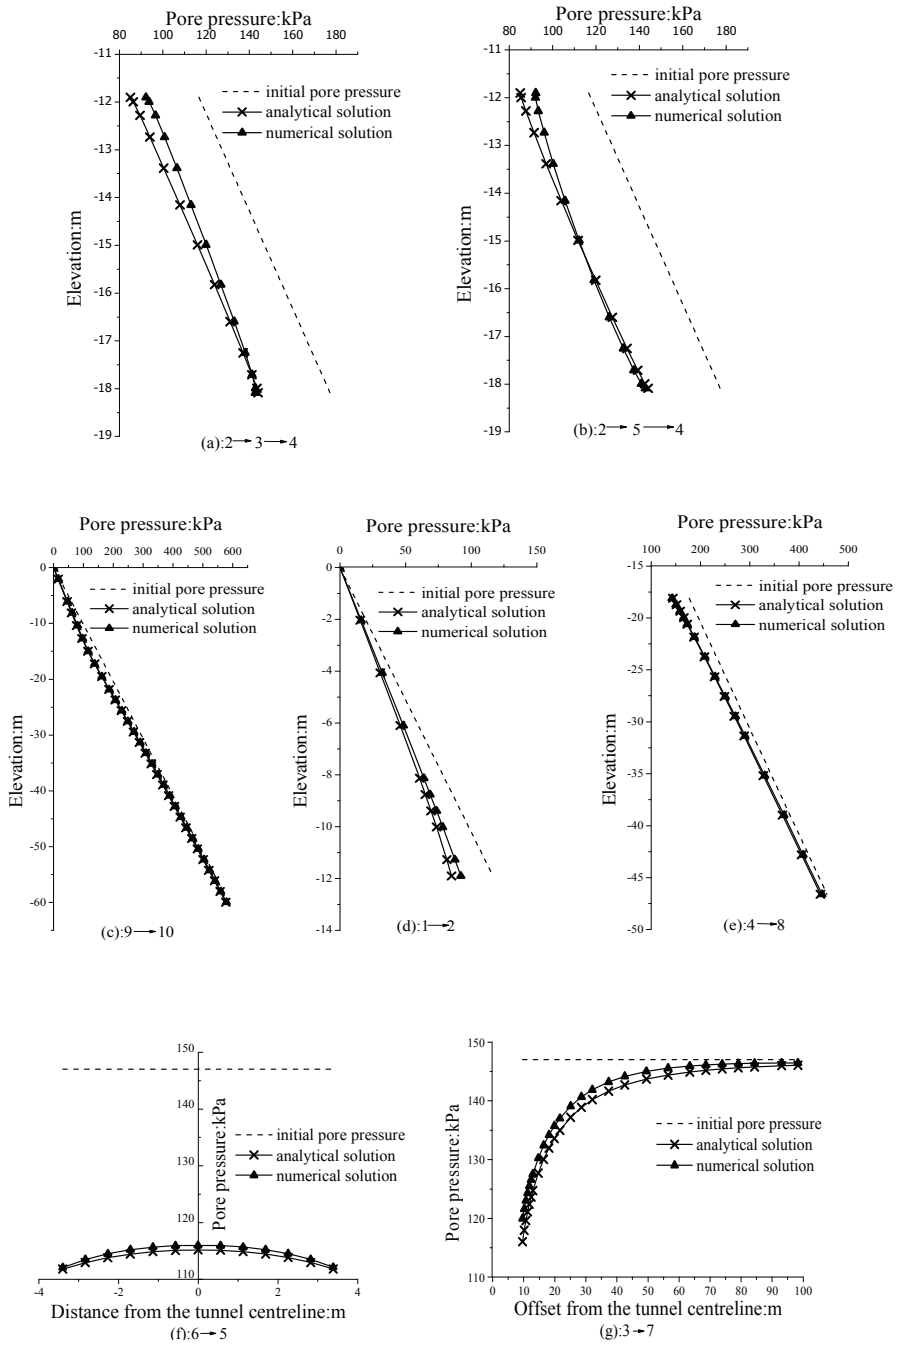 Pore pressure:kPa
80 100 120 140 160 180
-11
-12
-13
-14
-15
-16
-17
-18
-19
Elevation:m
initial pore pressure
analytical solution
numerical solution
(a):2→3→4
Pore pressure:kPa
80 100 120 140 160 180
-11
-12
-13
-14
-15
-16
-17
-18
-19
Elevation:m
initial pore pressure
analytical solution
numerical solution
(b):2→5→4
Pore pressure:kPa
0 100 200 300 400 500 600
0
-10
-20
-30
-40
-50
-60
Elevation:m
initial pore pressure
analytical solution
numerical solution
(c):9→10
Pore pressure:kPa
0 50 100 150
0
-2
-4
-6
-8
-10
-12
-14
Elevation:m
initial pore pressure
analytical solution
numerical solution
(d):1→2
Pore pressure:kPa
100 200 300 400 500
-15
-20
-25
-30
-35
-40
-45
-50
Elevation:m
initial pore pressure
analytical solution
numerical solution
(e):4→8
150
140
130
120
110
Pore pressure:kPa
initial pore pressure
analytical solution
numerical solution
-4 -2 0 2 4
Distance from the tunnel centreline:m
(f):6→5
150
140
130
120
110
Pore pressure:kPa
initial pore pressure
analytical solution
numerical solution
0 10 20 30 40 50 60 70 80 90 100
Offset from the tunnel centreline:m
(g):3→7